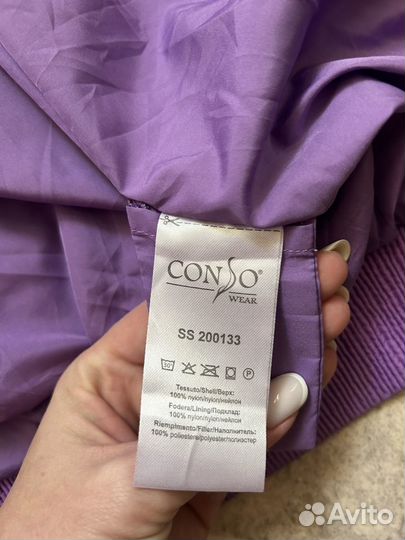 CONSO®
WEAR
SS 200133
30°
P
Tessuto/Shell/Верх:
100% nylon/nylon/нейлон
Fodera/Lining/Подклад:
100% nylon/nylon/нейлон
Riempimento/Filler/Наполнитель:
100% poliestere/polyester/полиэстер
Avito